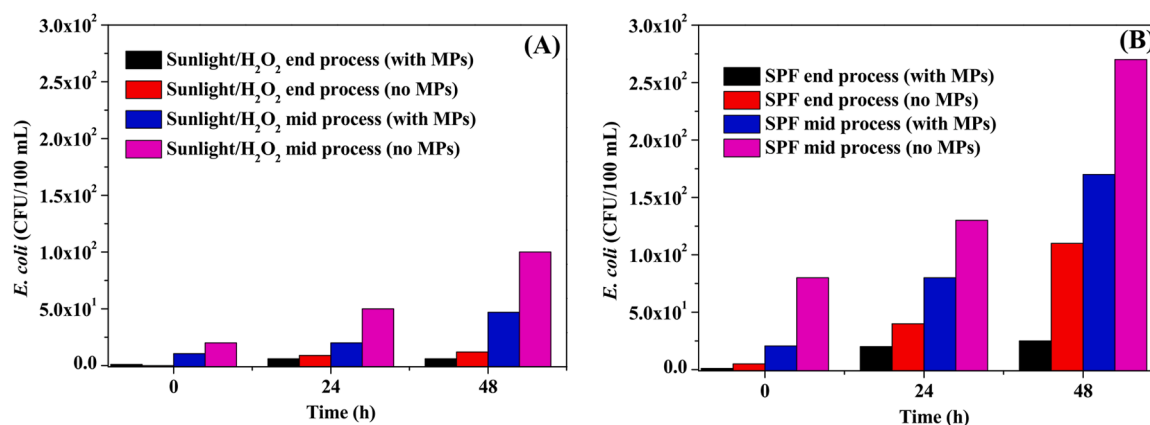 (A)
Sunlight/H₂O₂ end process (with MPs)
Sunlight/H₂O₂ end process (no MPs)
Sunlight/H₂O₂ mid process (with MPs)
Sunlight/H₂O₂ mid process (no MPs)
E. coli (CFU/100 mL)
3.0x10²
2.5x10²
2.0x10²
1.5x10²
1.0x10²
5.0x10¹
0.0
0 24 48
Time (h)
(B)
SPF end process (with MPs)
SPF end process (no MPs)
SPF mid process (with MPs)
SPF mid process (no MPs)
E. coli (CFU/100 mL)
3.0x10²
2.5x10²
2.0x10²
1.5x10²
1.0x10²
5.0x10¹
0.0
0 24 48
Time (h)